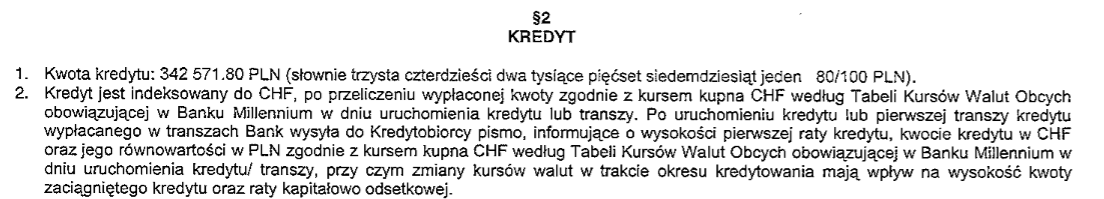 §2
KREDYT
1. Kwota kredytu: 342 571.80 PLN (słownie trzysta czterdzieści dwa tysiące pięćset siedemdziesiąt jeden 80/100 PLN).
2. Kredyt jest indeksowany do CHF, po przeliczeniu wypłaconej kwoty zgodnie z kursem kupna CHF według Tabeli Kursów Walut Obcych
obowiązującej w Banku Millennium w dniu uruchomienia kredytu lub transzy. Po uruchomieniu kredytu lub pierwszej transzy kredytu
wypłacanego w transzach Bank wysyła do Kredytobiorcy pismo, informujące o wysokości pierwszej raty kredytu, kwocie kredytu w CHF
oraz jego równowartości w PLN zgodnie z kursem kupna CHF według Tabeli Kursów Walut Obcych obowiązującej w Banku Millennium w
dniu uruchomienia kredytu/ transzy, przy czym zmiany kursów walut w trakcie okresu kredytowania mają wpływ na wysokość kwoty
zaciągniętego kredytu oraz raty kapitałowo odsetkowej.